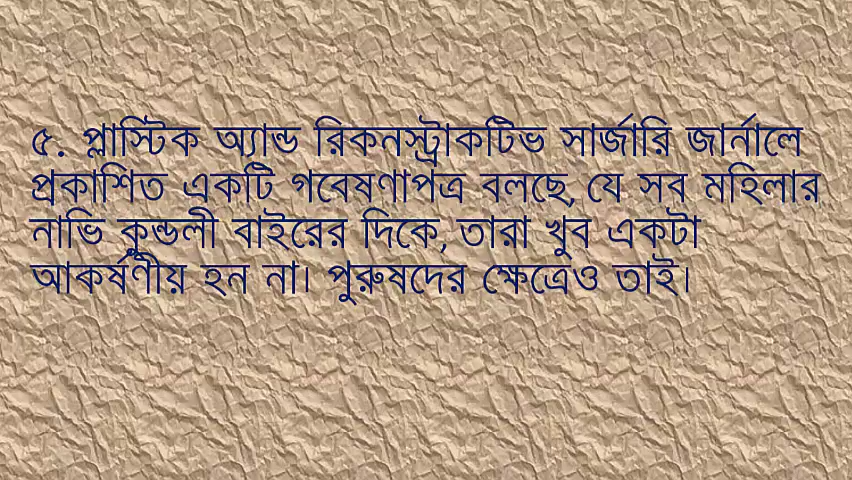 ৫. প্লাস্টিক অ্যান্ড রিকনস্ট্রাকটিভ সার্জারি জার্নালে
প্রকাশিত একটি গবেষণাপত্র বলছে, যে সব মহিলার
নাভি কুন্ডলী বাইরের দিকে, তারা খুব একটা
আকর্ষণীয় হন না। পুরুষদের ক্ষেত্রেও তাই।